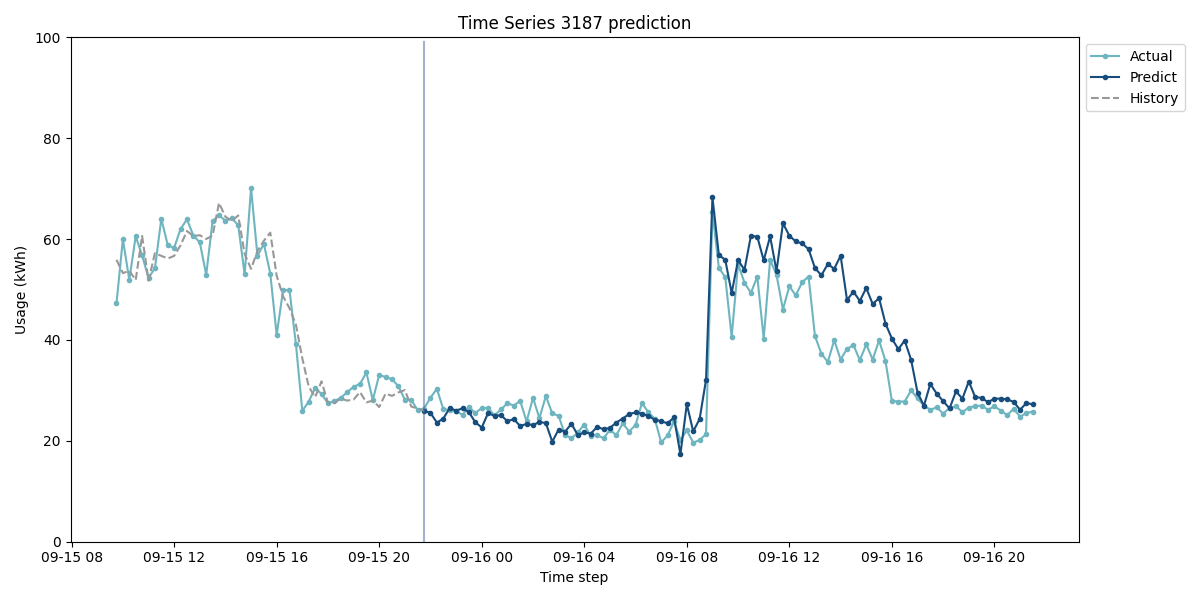 Time Series 3187 prediction
Usage (kWh)
100
80
60
40
20
0
09-15 08
09-15 12
09-15 16
09-15 20
09-16 00
09-16 04
09-16 08
09-16 12
09-16 16
09-16 20
Time step
Actual
Predict
History